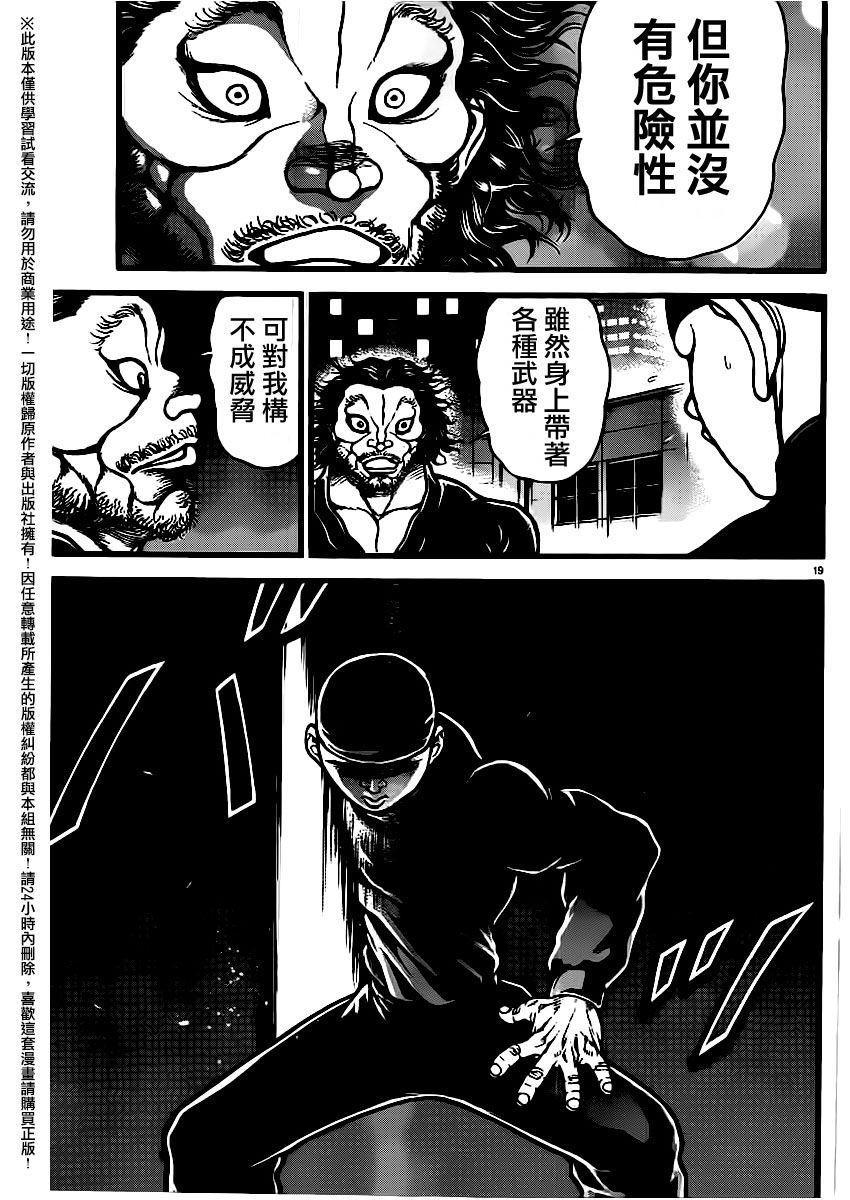 但你並沒
有危險性
雖然身上帶著
各種武器
可對我構
不成威脅
19
※此版本僅供學習試看交流，請勿用於商業用途！一切版權歸原作者與出版社擁有！因任意轉載所產生的版權糾紛都與本組無關！請24小時內刪除，喜歡這套漫畫請購買正版！